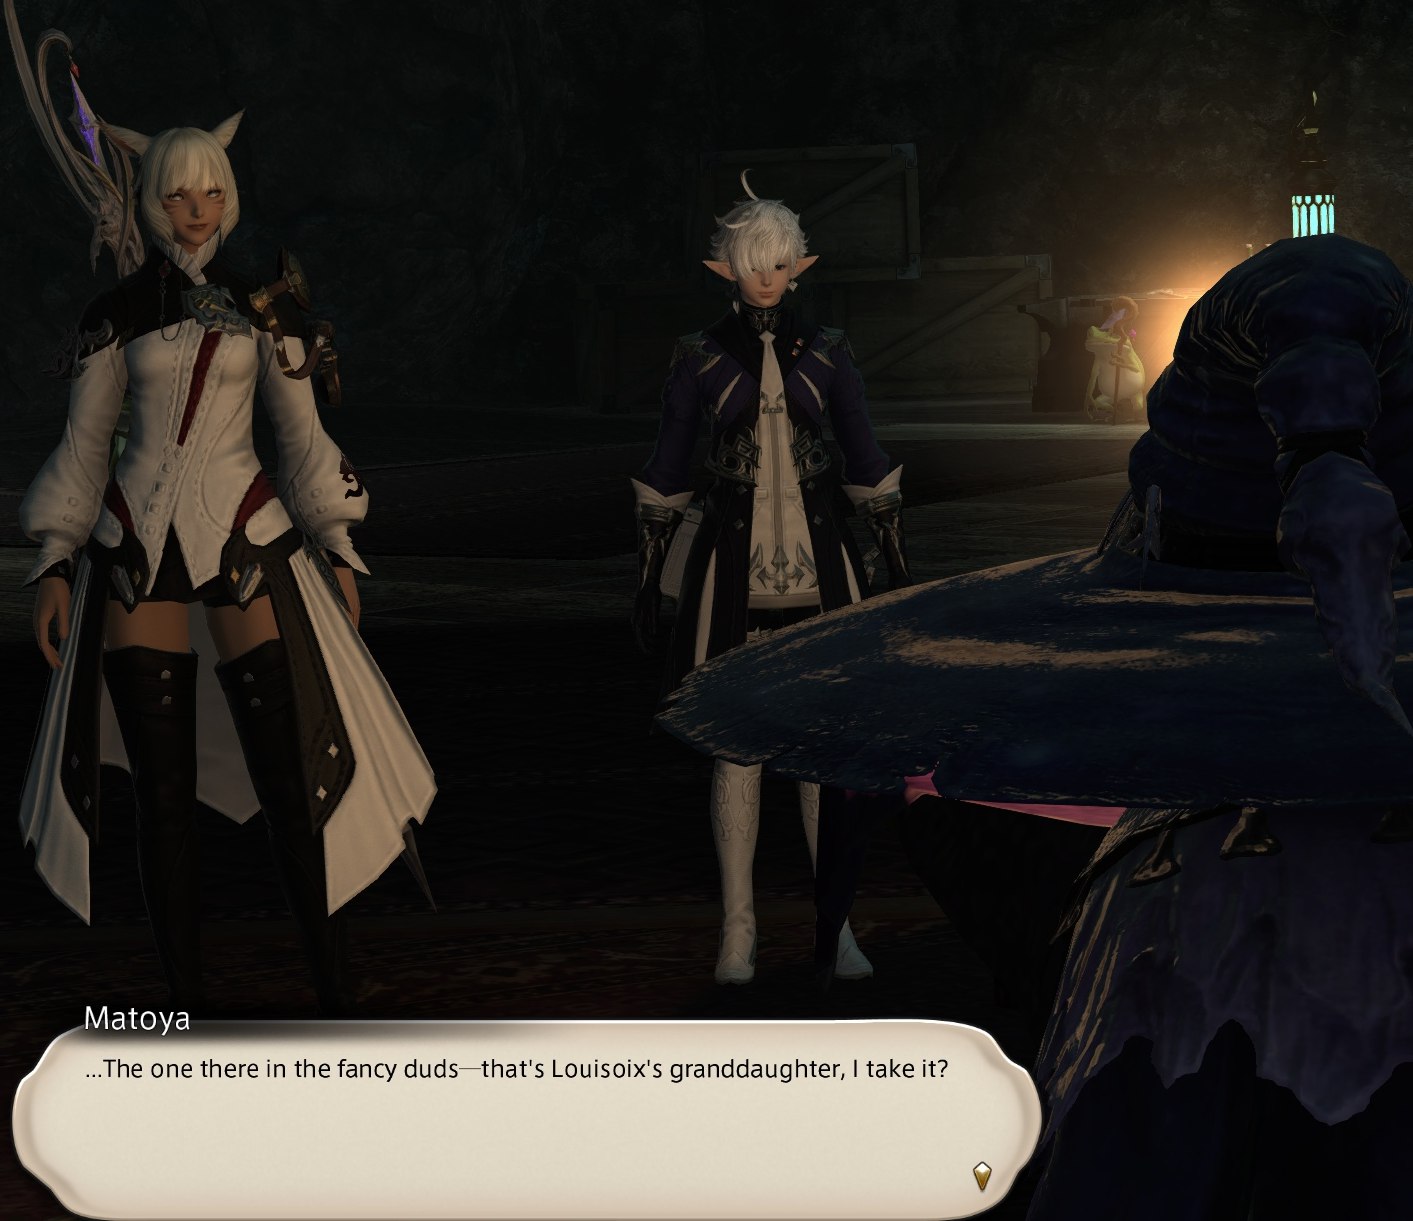 Matoya
...The one there in the fancy duds—that's Louisoix's granddaughter, I take it?